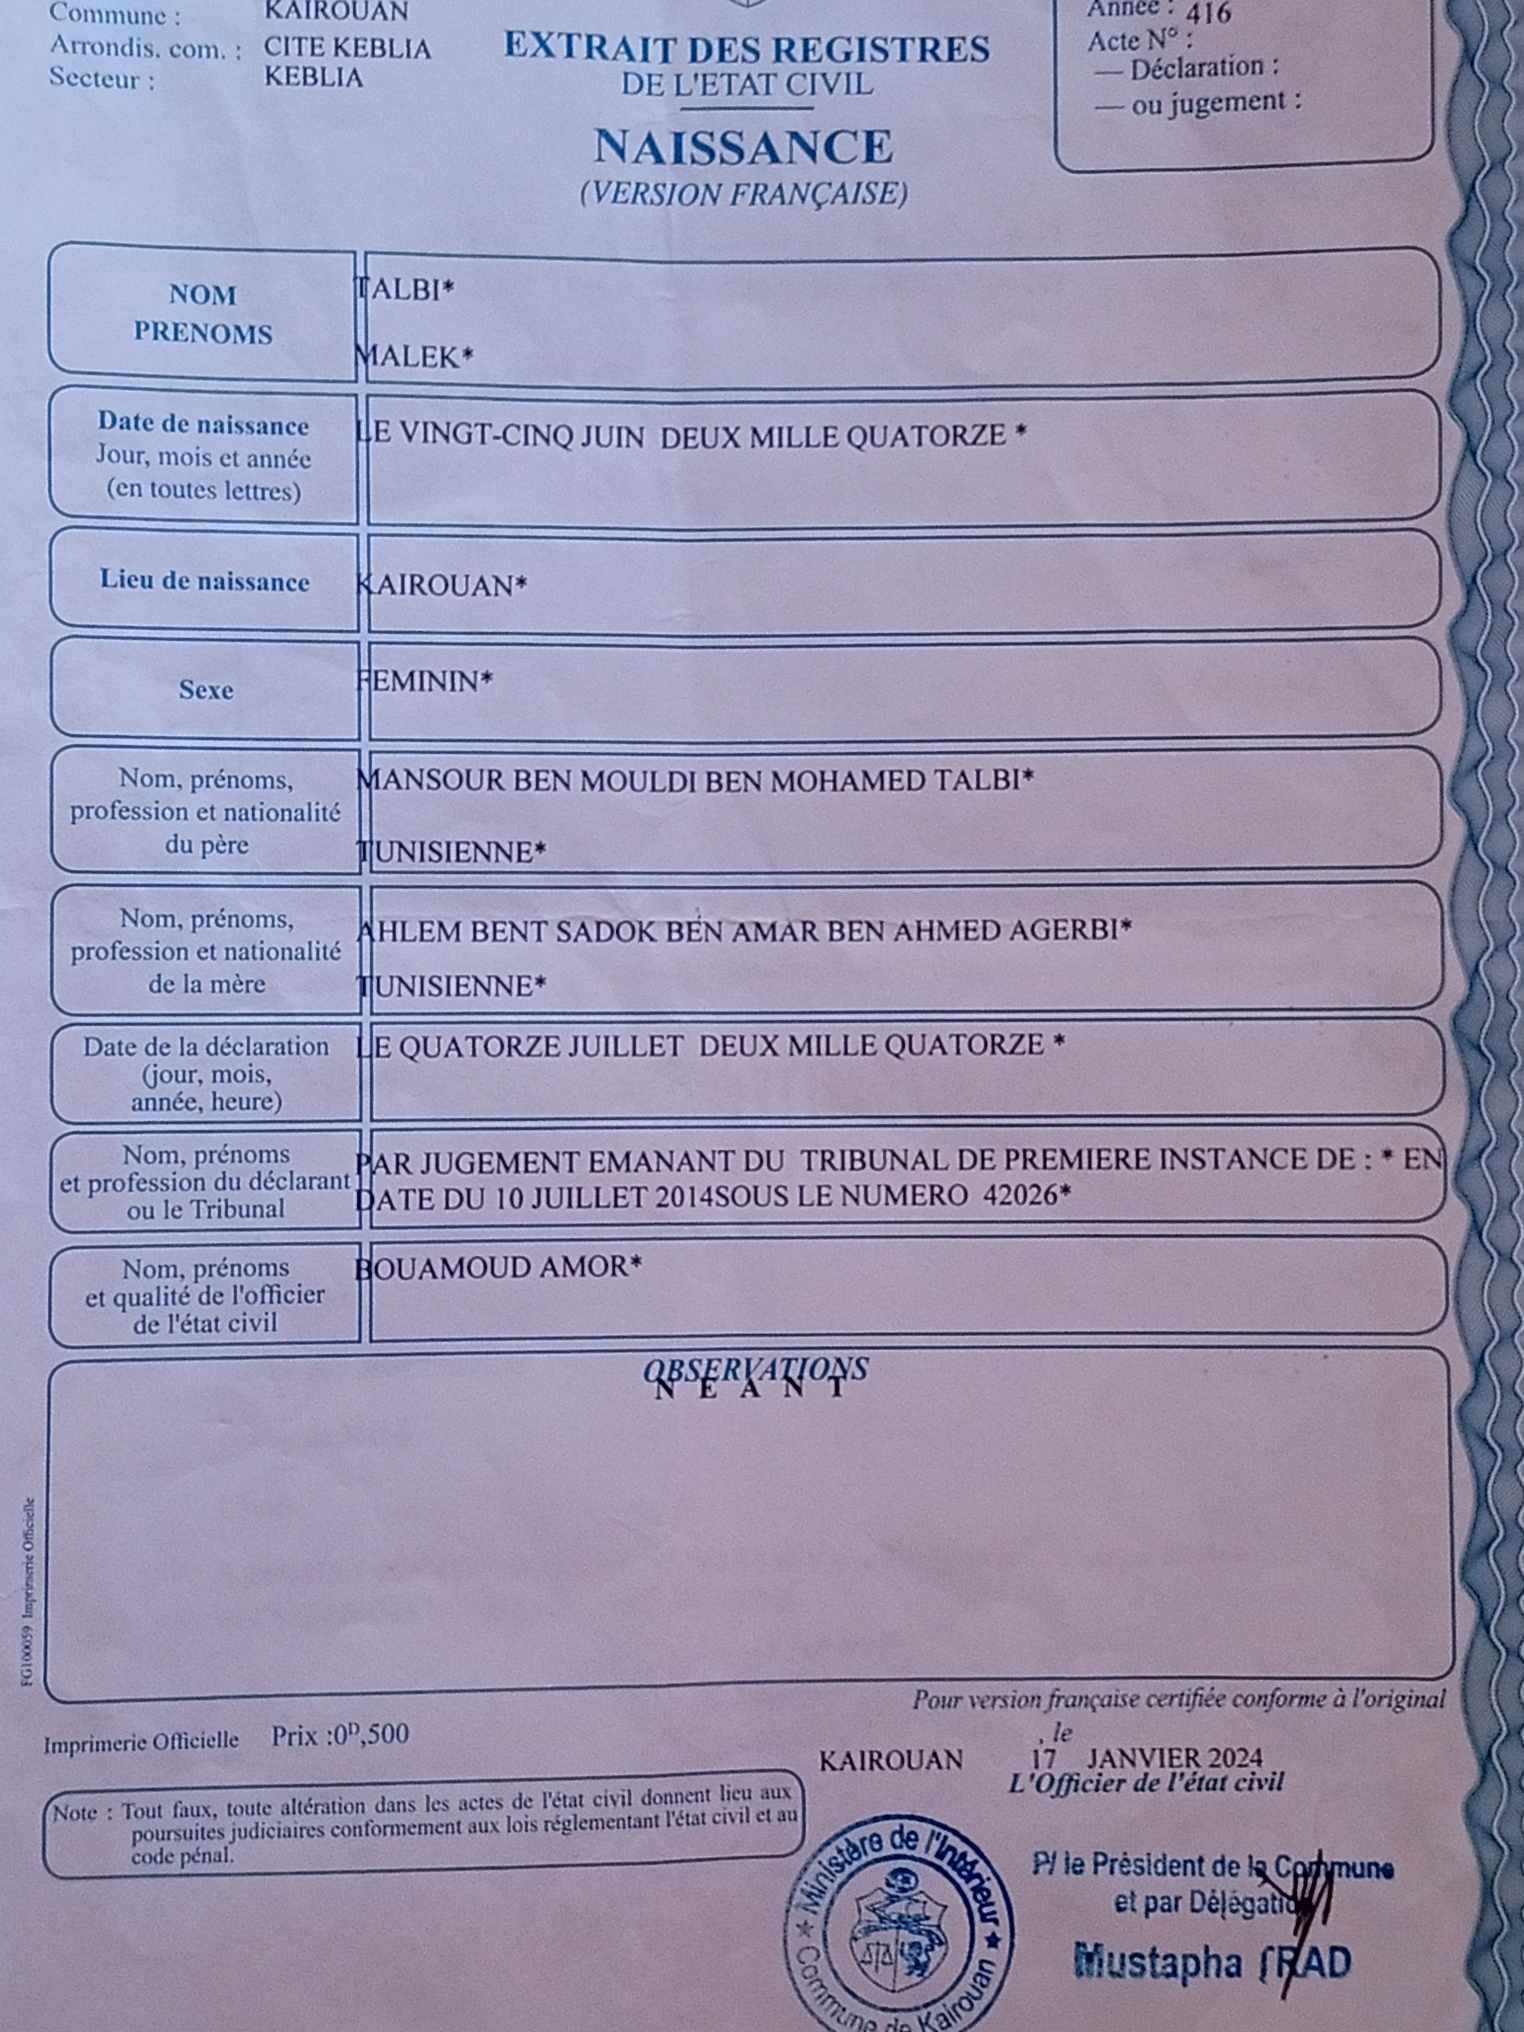 Commune : KAIROUAN
Arrondis. com. : CITE KEBLIA
Secteur : KEBLIA
EXTRAIT DES REGISTRES
DE L'ETAT CIVIL
NAISSANCE
(VERSION FRANÇAISE)
Année : 416
Acte N° :
— Déclaration :
— ou jugement :
NOM
PRENOMS
TALBI*
MALEK*
Date de naissance
Jour, mois et année
(en toutes lettres)
LE VINGT-CINQ JUIN DEUX MILLE QUATORZE *
Lieu de naissance
KAIROUAN*
Sexe
FEMININ*
Nom, prénoms,
profession et nationalité
du père
MANSOUR BEN MOULDI BEN MOHAMED TALBI*
TUNISIENNE*
Nom, prénoms,
profession et nationalité
de la mère
AHLEM BENT SADOK BEN AMAR BEN AHMED AGERBI*
TUNISIENNE*
Date de la déclaration
(jour, mois,
année, heure)
LE QUATORZE JUILLET DEUX MILLE QUATORZE *
Nom, prénoms
et profession du déclarant
ou le Tribunal
PAR JUGEMENT EMANANT DU TRIBUNAL DE PREMIERE INSTANCE DE : * EN
DATE DU 10 JUILLET 2014SOUS LE NUMERO 42026*
Nom, prénoms
et qualité de l'officier
de l'état civil
BOUAMOUD AMOR*
OBSERVATIONS
N E A N T
FG100059 Imprimerie Officielle
Pour version française certifiée conforme à l'original
Imprimerie Officielle Prix :0D,500
, le
KAIROUAN 17 JANVIER 2024
L'Officier de l'état civil
Note : Tout faux, toute altération dans les actes de l'état civil donnent lieu aux
poursuites judiciaires conformement aux lois réglementant l'état civil et au
code pénal.
Ministère de l'Intérieur
Commune de Kairouan
P/ le Président de la Commune
et par Délégation
Mustapha SRAD